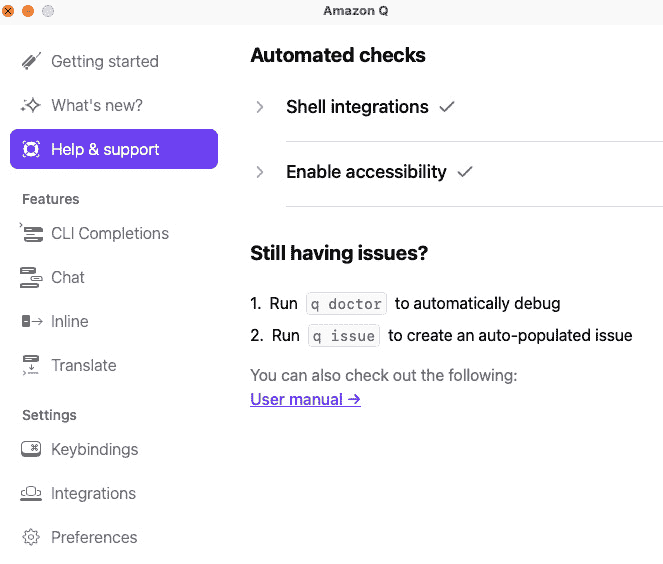 Amazon Q
Getting started
What's new?
Help & support
Features
CLI Completions
Chat
Inline
Translate
Settings
Keybindings
Integrations
Preferences
Automated checks
Shell integrations
Enable accessibility
Still having issues?
1. Run q doctor to automatically debug
2. Run q issue to create an auto-populated issue
You can also check out the following:
User manual →